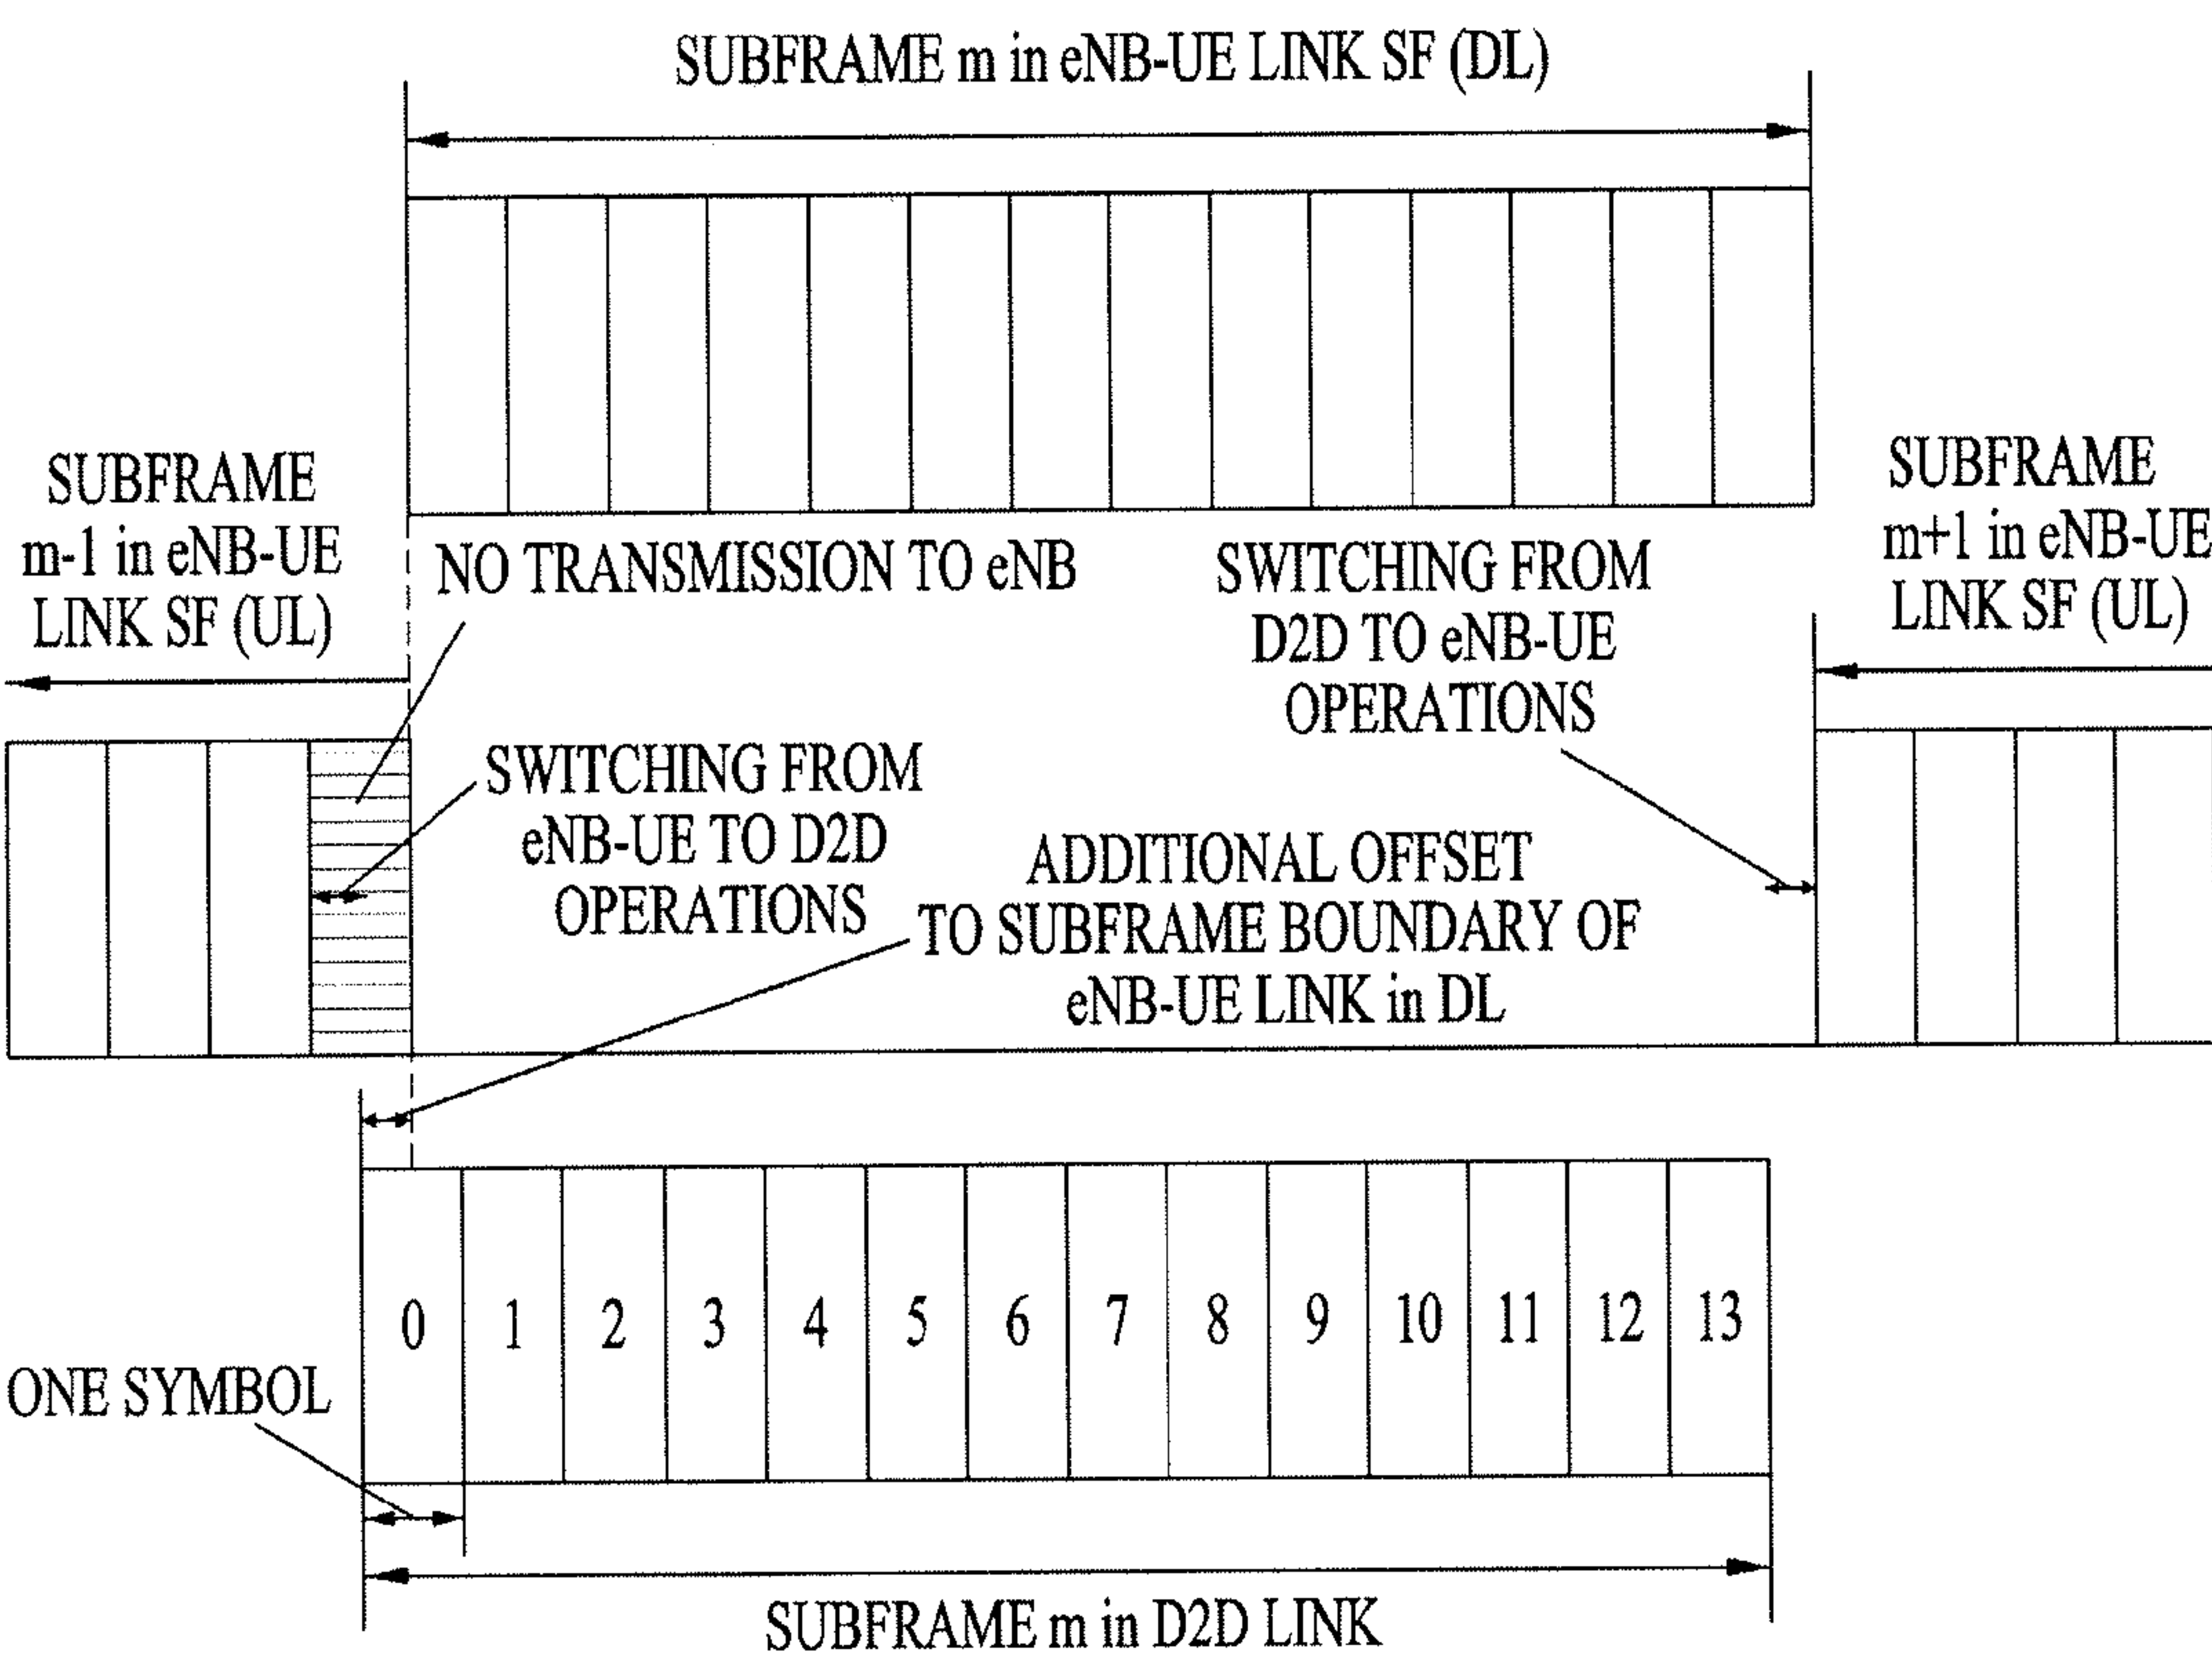 SUBFRAME m in eNB-UE LINK SF (DL)
SUBFRAME
m-1 in eNB-UE
LINK SF (UL)
NO TRANSMISSION TO eNB
SWITCHING FROM
D2D TO eNB-UE
OPERATIONS
SUBFRAME
m+1 in eNB-UE
LINK SF (UL)
SWITCHING FROM
eNB-UE TO D2D
OPERATIONS
ADDITIONAL OFFSET
TO SUBFRAME BOUNDARY OF
eNB-UE LINK in DL
0 1 2 3 4 5 6 7 8 9 10 11 12 13
ONE SYMBOL
SUBFRAME m in D2D LINK